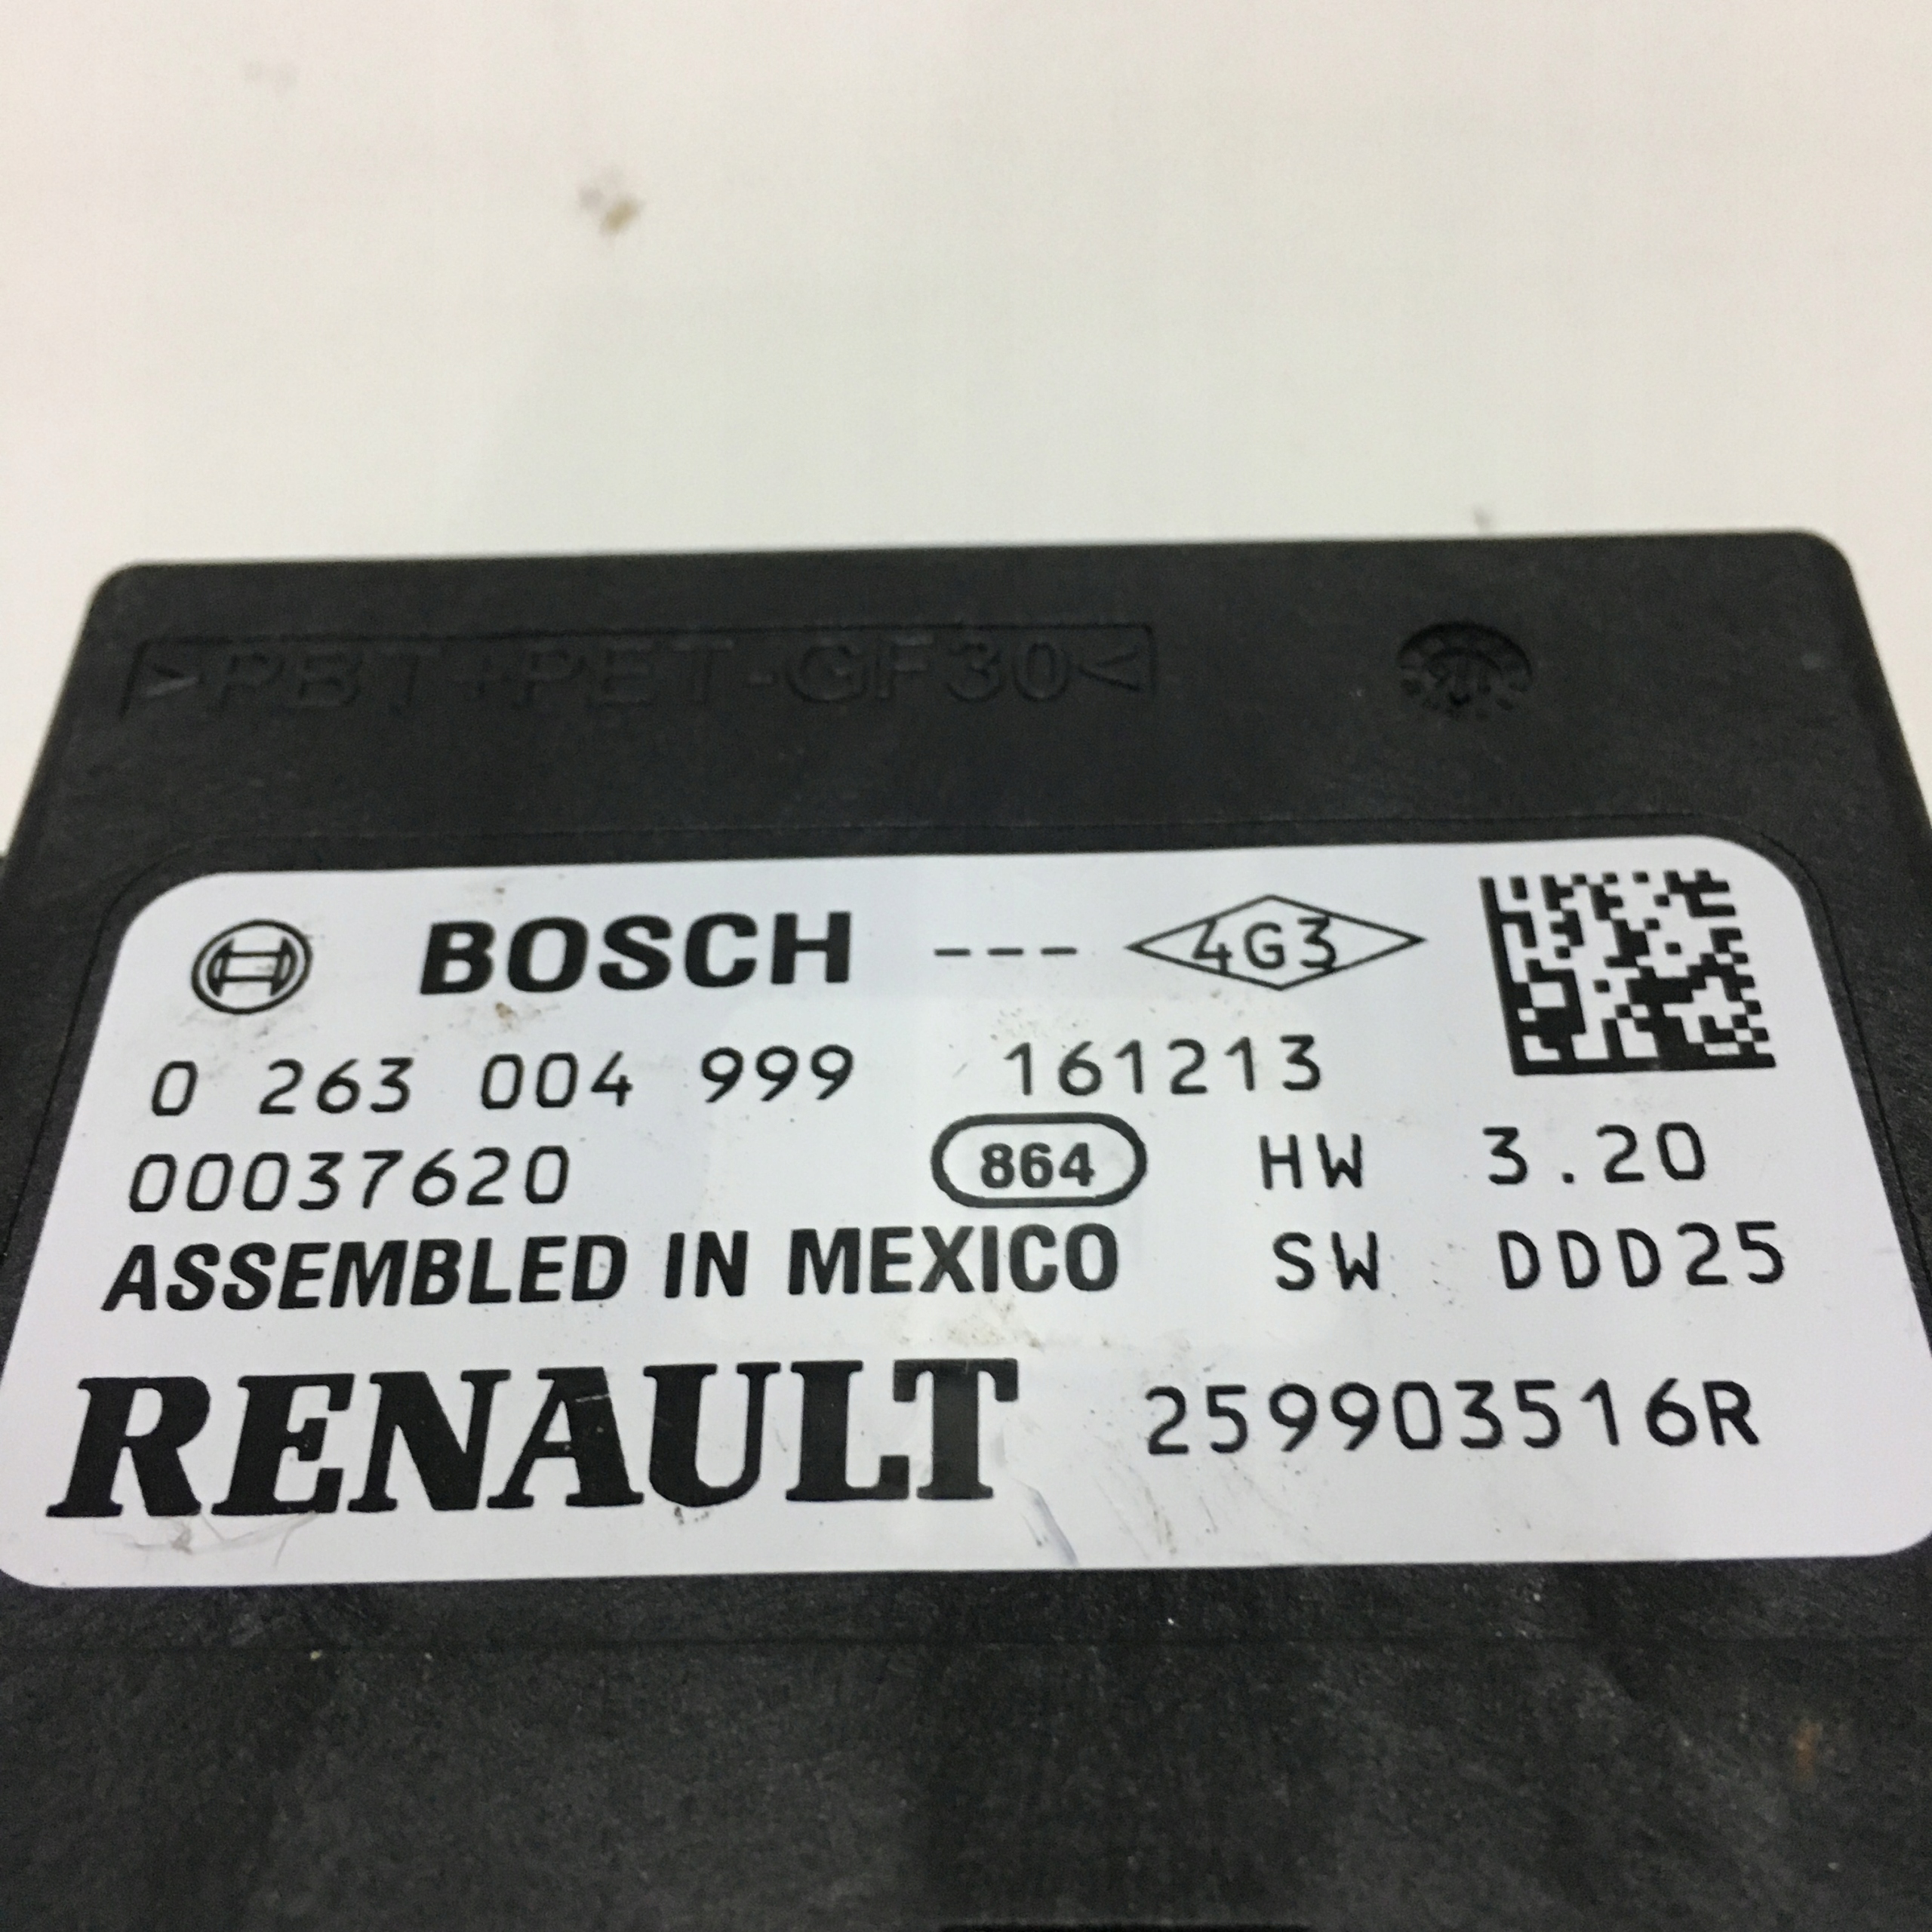 >PBT+PET-GF30<
BOSCH --- 4G3
0 263 004 999 161213
00037620 864 HW 3.20
ASSEMBLED IN MEXICO SW DDD25
RENAULT 259903516R